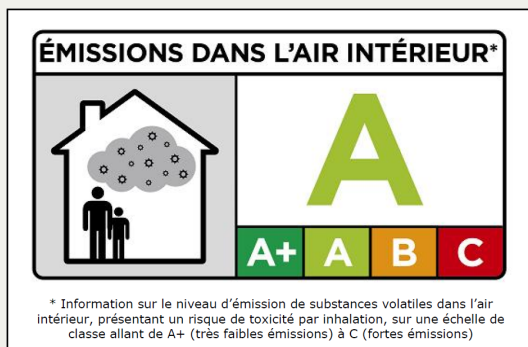 ÉMISSIONS DANS L'AIR INTÉRIEUR*
A
A+ A B C
* Information sur le niveau d'émission de substances volatiles dans l'air
intérieur, présentant un risque de toxicité par inhalation, sur une échelle de
classe allant de A+ (très faibles émissions) à C (fortes émissions)